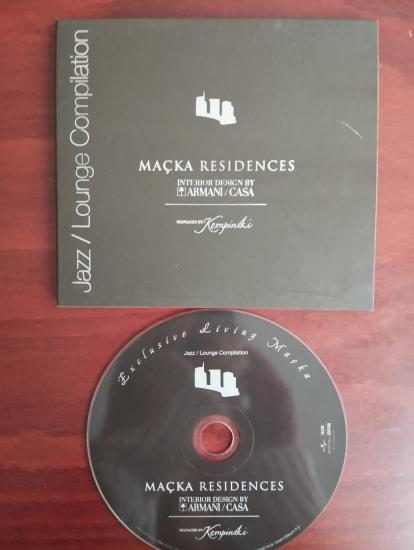 Jazz / Lounge Compilation
MAÇKA RESIDENCES
INTERIOR DESIGN BY
ARMANI / CASA
MANAGED BY Kempinski
Exclusive Living Maçka
Jazz / Lounge Compilation
MAÇKA RESIDENCES
INTERIOR DESIGN BY
ARMANI / CASA
MANAGED BY Kempinski